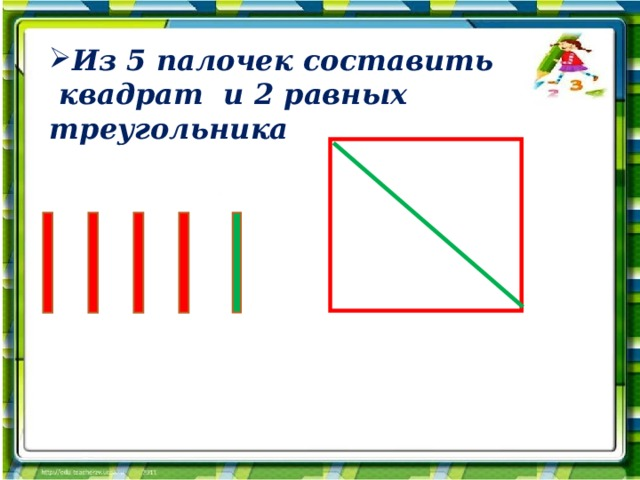 Из 5 палочек составить
квадрат и 2 равных
треугольника